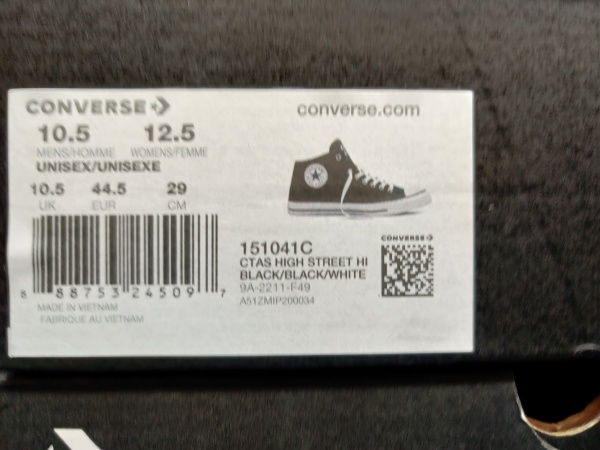 CONVERSE
converse.com
10.5 12.5
MENS/HOMME WOMENS/FEMME
UNISEX/UNISEXE
10.5 44.5 29
UK EUR CM
151041C
CTAS HIGH STREET HI
BLACK/BLACK/WHITE
9A-2211-F49
A51ZMIP200034
CONVERSE
8 88753 24509 7
MADE IN VIETNAM
FABRIQUE AU VIETNAM